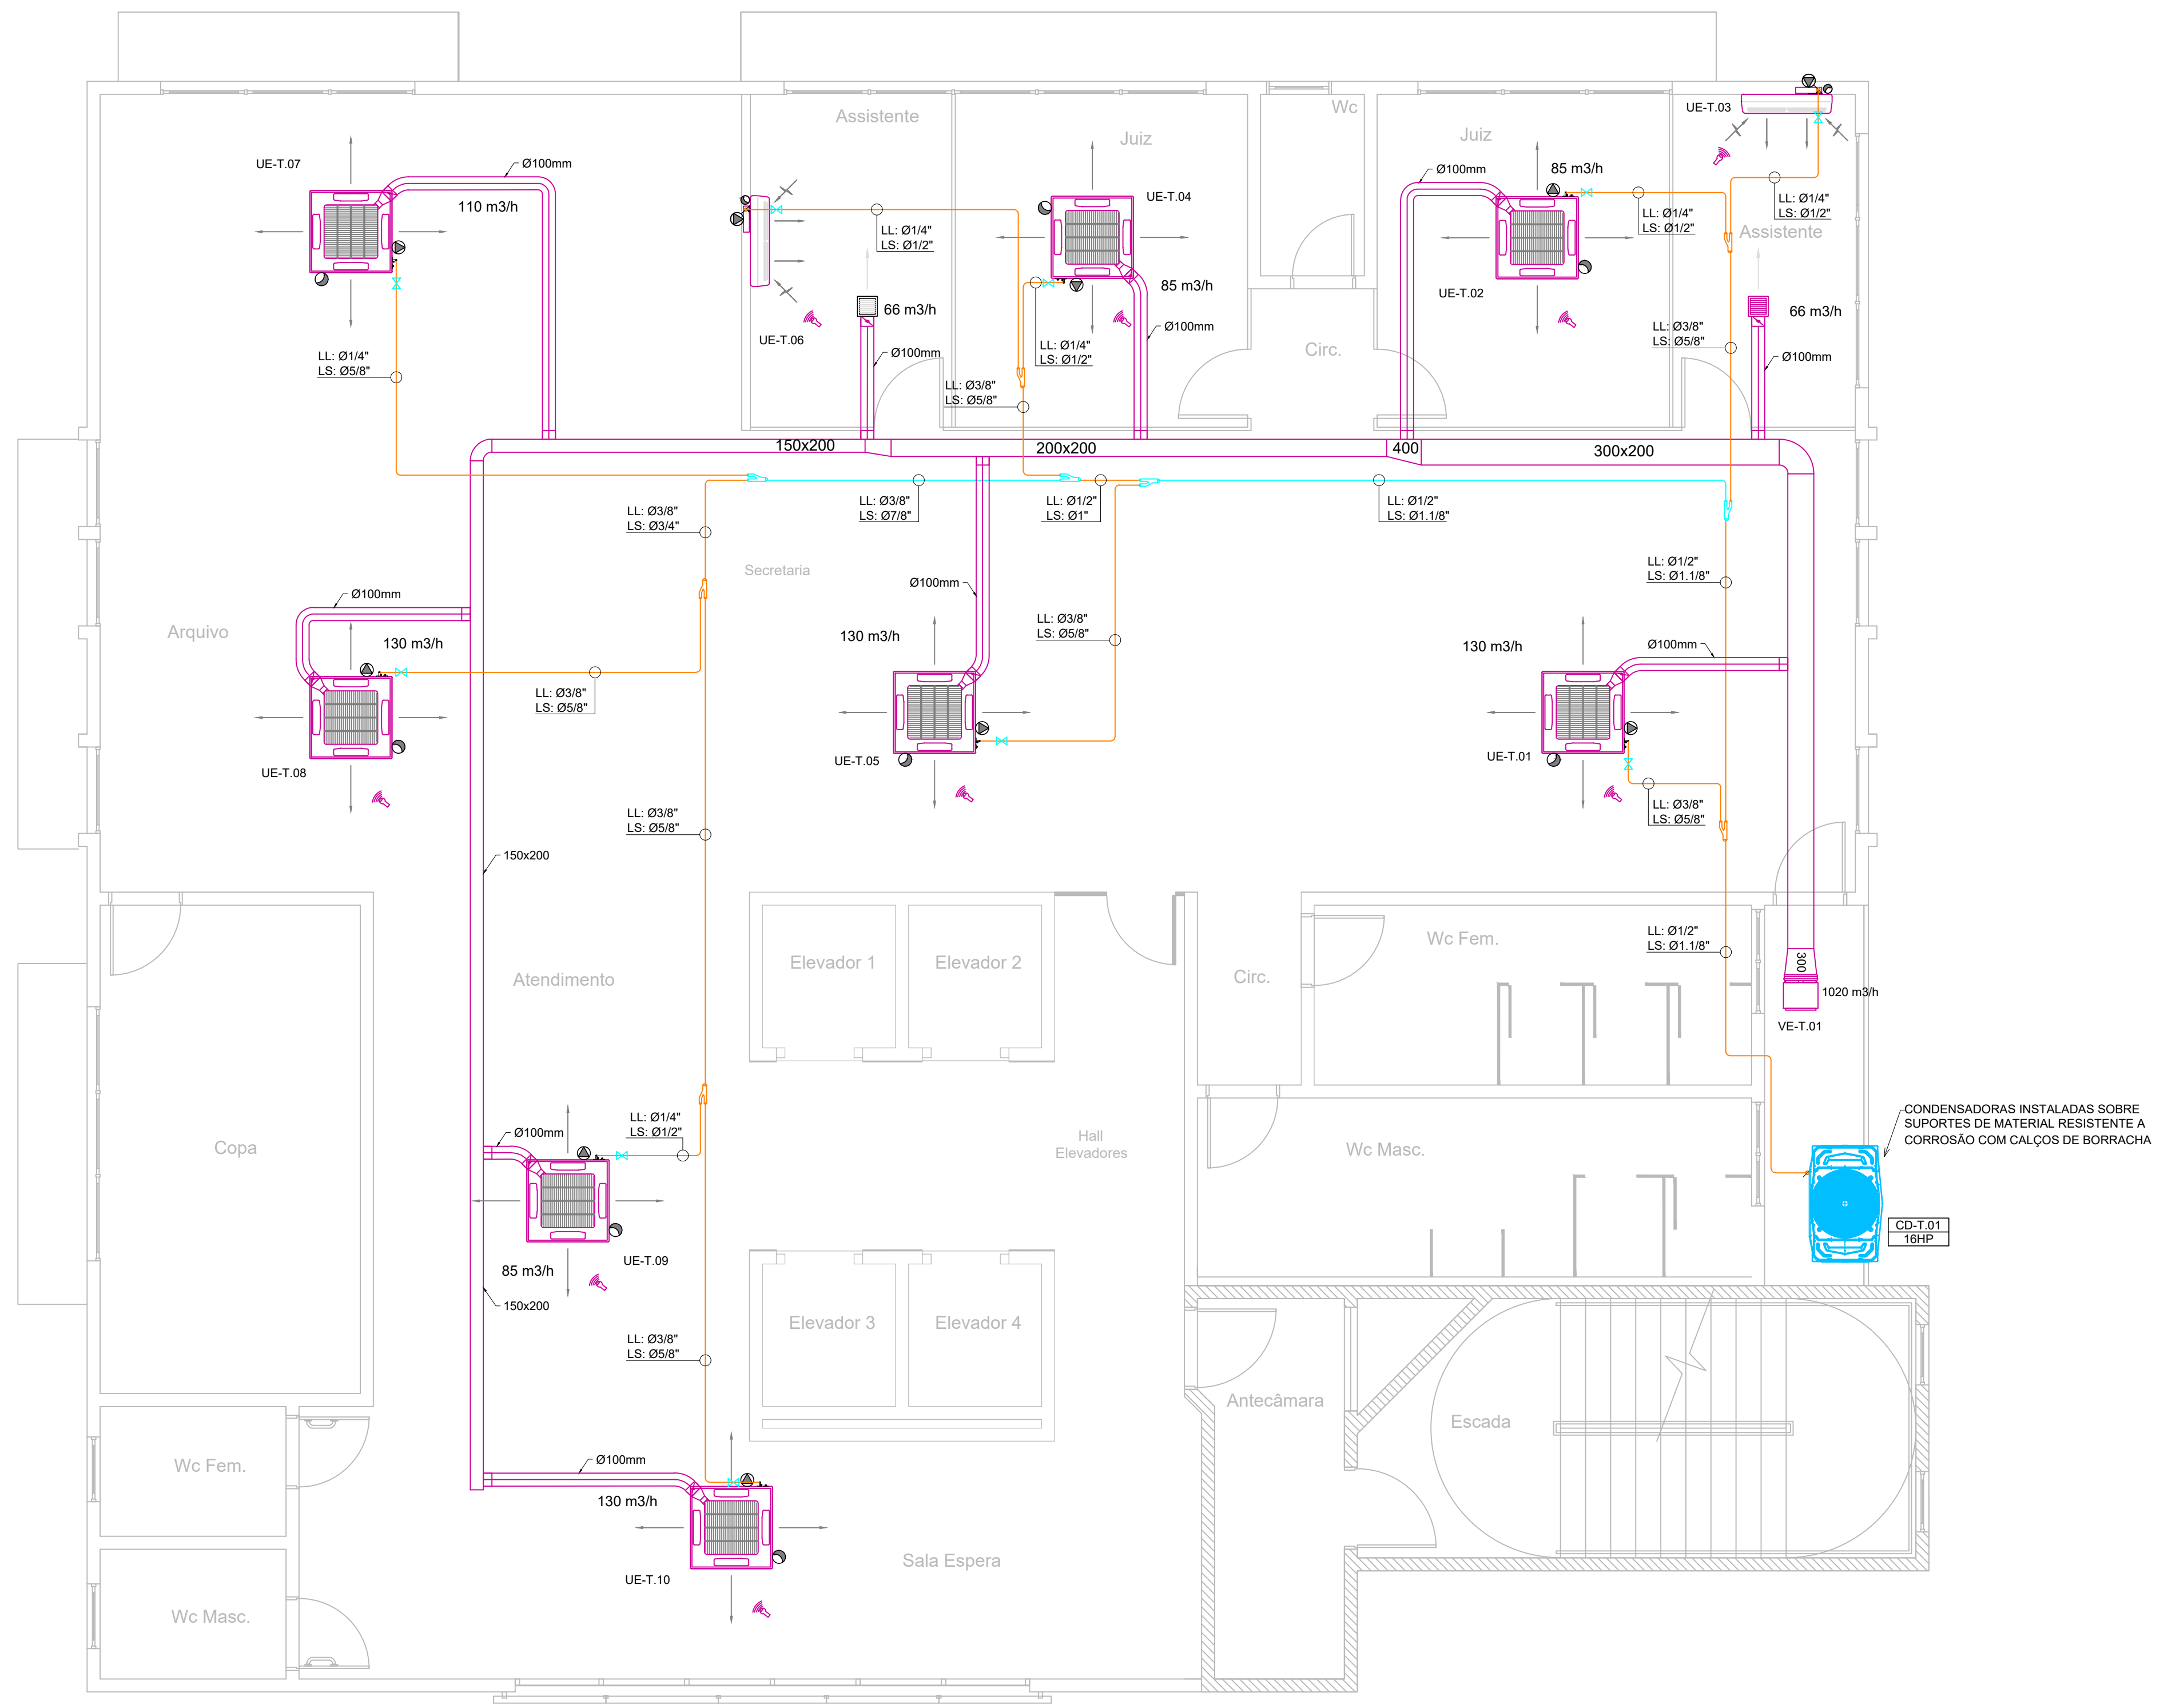 UE-T.07
Ø100mm
110 m3/h
LL: Ø1/4"
LS: Ø5/8"
Assistente
LL: Ø1/4"
LS: Ø1/2"
66 m3/h
UE-T.06
Ø100mm
Juiz
UE-T.04
85 m3/h
Ø100mm
LL: Ø1/4"
LS: Ø1/2"
LL: Ø3/8"
LS: Ø5/8"
Wc
Circ.
Juiz
Ø100mm
85 m3/h
LL: Ø1/4"
LS: Ø1/2"
UE-T.02
UE-T.03
LL: Ø1/4"
LS: Ø1/2"
Assistente
66 m3/h
LL: Ø3/8"
LS: Ø5/8"
Ø100mm
150x200
200x200
400
300x200
LL: Ø3/8"
LS: Ø7/8"
LL: Ø1/2"
LS: Ø1"
LL: Ø1/2"
LS: Ø1.1/8"
LL: Ø3/8"
LS: Ø3/4"
Secretaria
LL: Ø1/2"
LS: Ø1.1/8"
Ø100mm
Arquivo
Ø100mm
130 m3/h
LL: Ø3/8"
LS: Ø5/8"
UE-T.08
130 m3/h
LL: Ø3/8"
LS: Ø5/8"
UE-T.05
130 m3/h
Ø100mm
UE-T.01
LL: Ø3/8"
LS: Ø5/8"
LL: Ø3/8"
LS: Ø5/8"
150x200
Atendimento
Elevador 1
Elevador 2
Circ.
Wc Fem.
LL: Ø1/2"
LS: Ø1.1/8"
300
1020 m3/h
VE-T.01
Copa
Ø100mm
LL: Ø1/4"
LS: Ø1/2"
Hall
Elevadores
Wc Masc.
CONDENSADORAS INSTALADAS SOBRE
SUPORTES DE MATERIAL RESISTENTE A
CORROSÃO COM CALÇOS DE BORRACHA
CD-T.01
16HP
UE-T.09
85 m3/h
150x200
LL: Ø3/8"
LS: Ø5/8"
Elevador 3
Elevador 4
Antecâmara
Escada
Wc Fem.
Ø100mm
130 m3/h
UE-T.10
Sala Espera
Wc Masc.